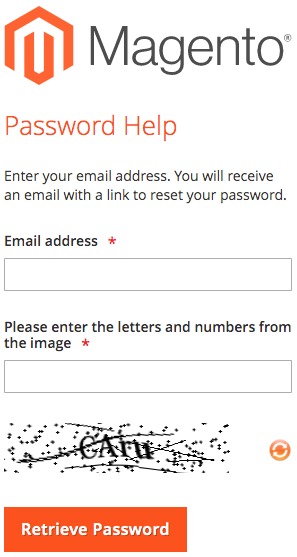 Magento®
Password Help
Enter your email address. You will receive
an email with a link to reset your password.
Email address *
Please enter the letters and numbers from
the image *
Retrieve Password